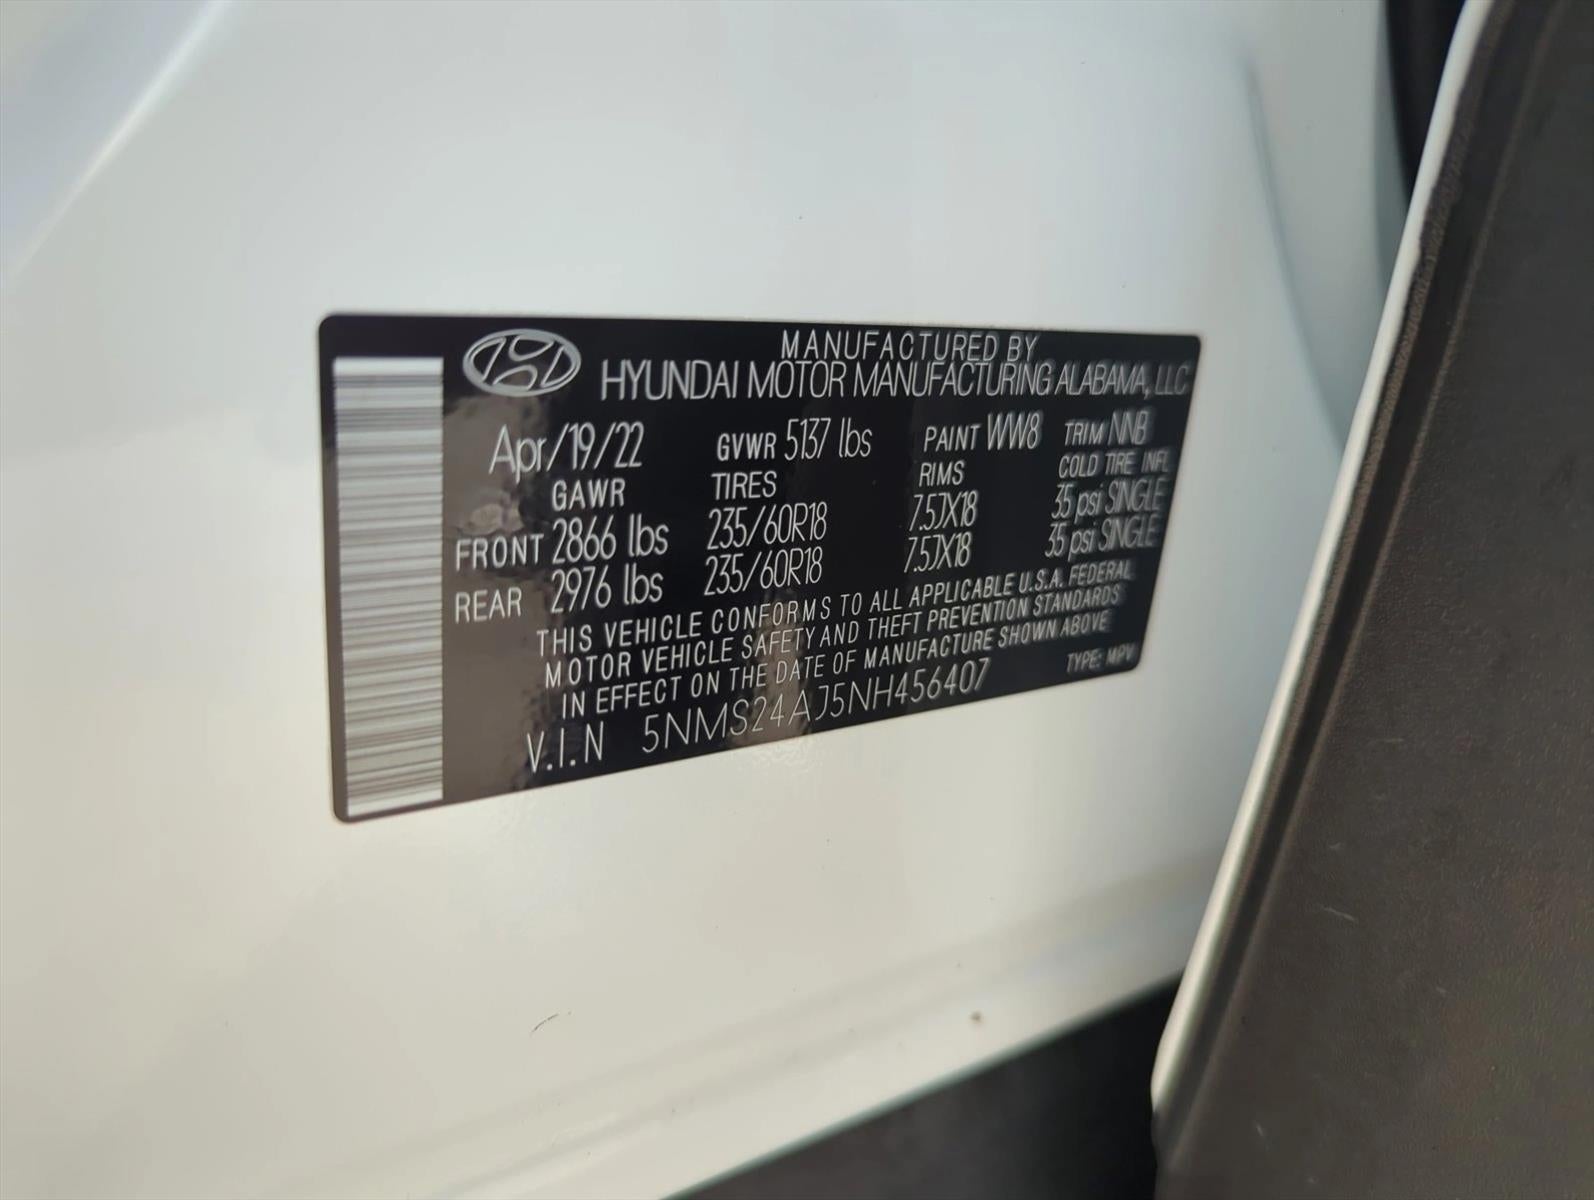 MANUFACTURED BY
HYUNDAI MOTOR MANUFACTURING ALABAMA, LLC
Apr/19/22 GVWR 5137 lbs PAINT WW8 TRIM NNB
GAWR TIRES RIMS COLD TIRE INFL
FRONT 2866 lbs 235/60R18 7.5JX18 35 psi SINGLE
REAR 2976 lbs 235/60R18 7.5JX18 35 psi SINGLE
THIS VEHICLE CONFORMS TO ALL APPLICABLE U.S.A. FEDERAL
MOTOR VEHICLE SAFETY AND THEFT PREVENTION STANDARDS
IN EFFECT ON THE DATE OF MANUFACTURE SHOWN ABOVE
V.I.N 5NMS24AJ5NH456407 TYPE: MPV